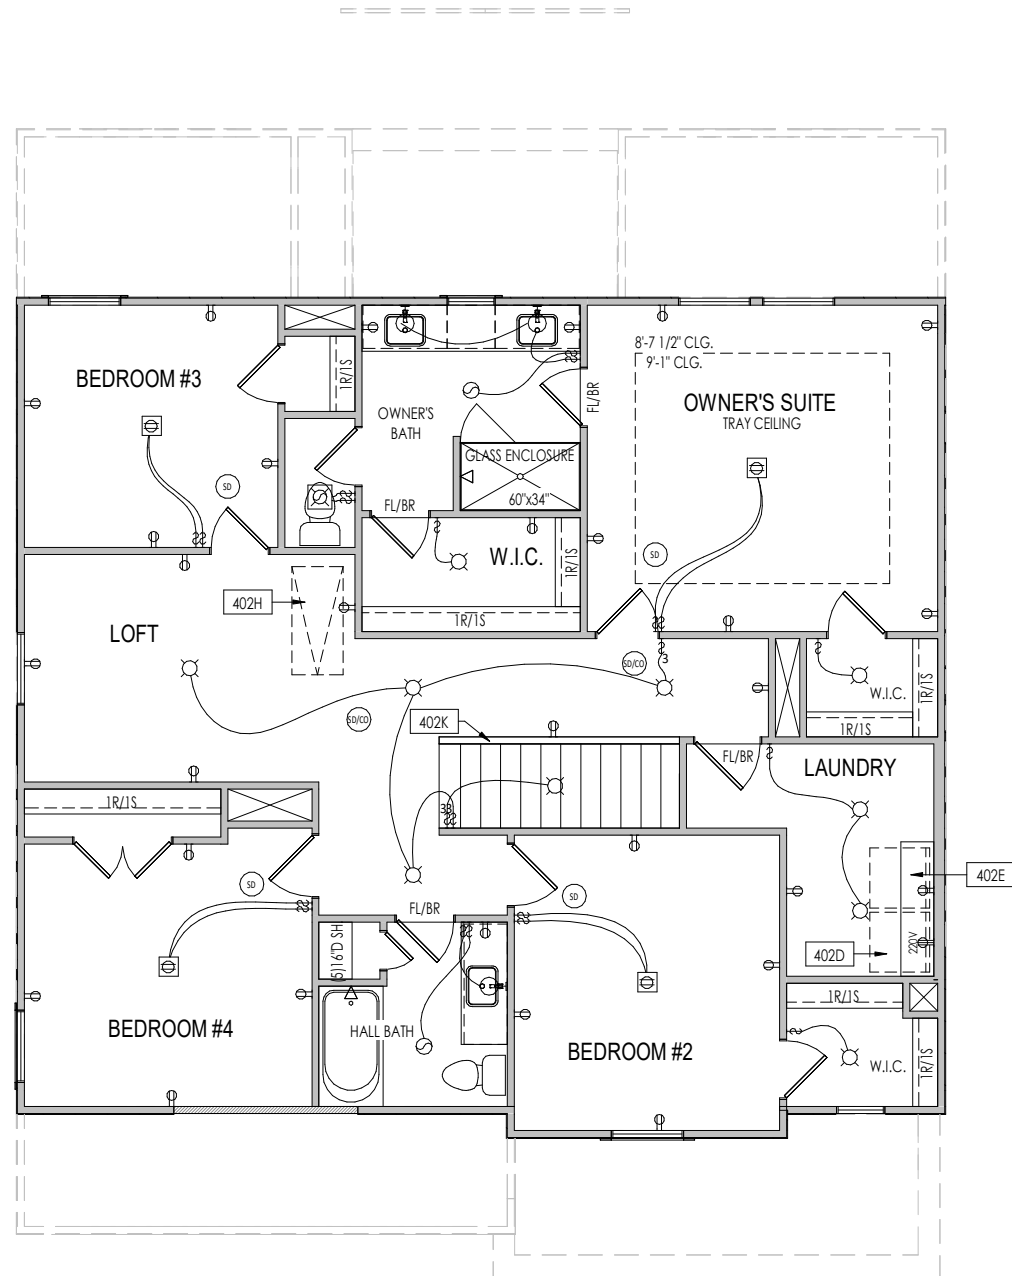 8'-7 1/2" CLG.
9'-1" CLG.
BEDROOM #3
1R/1S
OWNER'S
BATH
FL/BR
OWNER'S SUITE
TRAY CEILING
GLASS ENCLOSURE
60"x34"
SD
FL/BR
W.I.C.
1R/1S
SD
402H
1R/1S
LOFT
SD/CO
3
W.I.C.
1R/1S
1R/1S
SD/CO
402K
FL/BR
LAUNDRY
1R/1S
33
402E
SD
SD
FL/BR
5)16"D SH
220V
402D
1R/1S
BEDROOM #4
HALL BATH
BEDROOM #2
W.I.C.
1R/1S